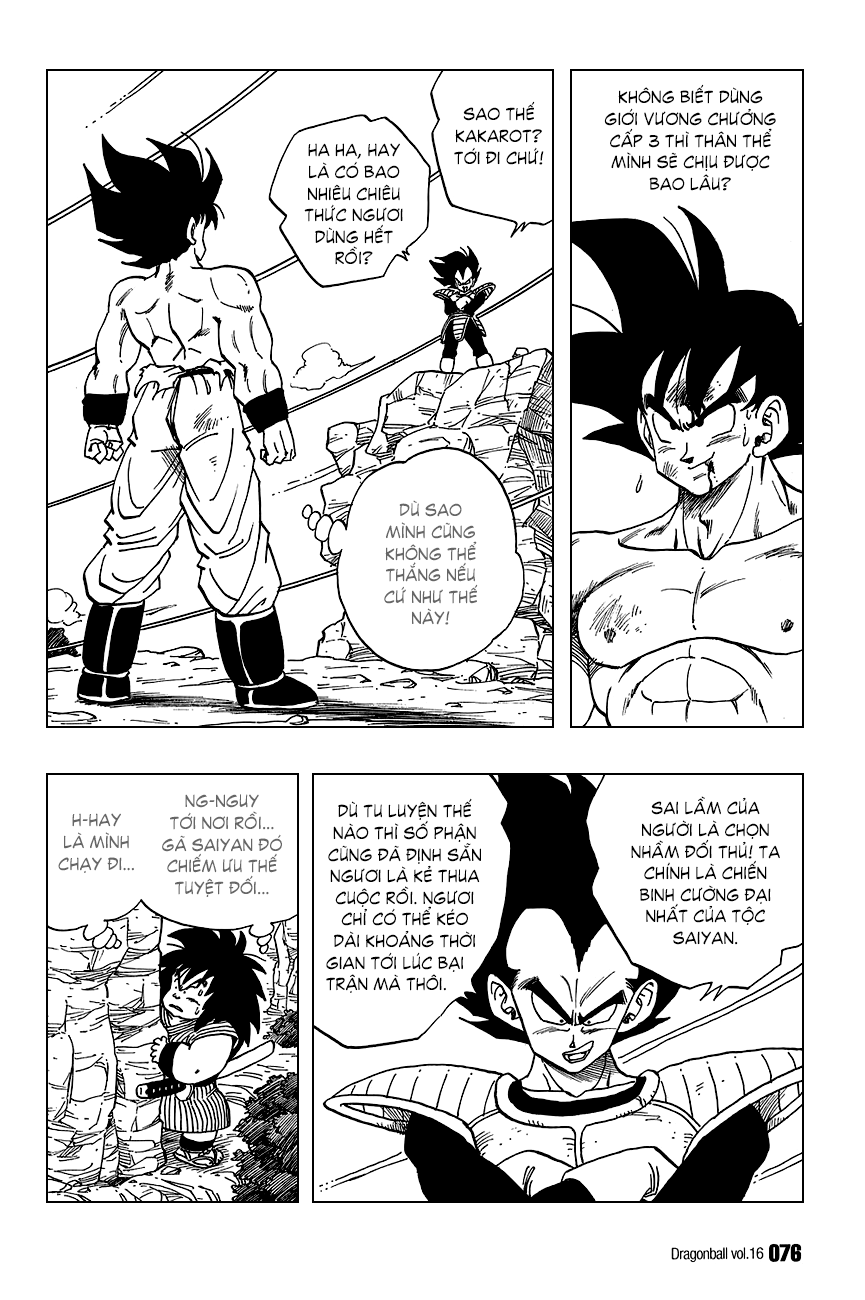 KHÔNG BIẾT DÙNG
GIỚI VƯƠNG CHƯỞNG
CẤP 3 THÌ THÂN THỂ
MÌNH SẼ CHỊU ĐƯỢC
BAO LÂU?
SAO THẾ
KAKAROT?
TỚI ĐI CHỨ!
HA HA, HAY
LÀ CÓ BAO
NHIÊU CHIÊU
THỨC NGƯƠI
DÙNG HẾT
RỒI?
DÙ SAO
MÌNH CŨNG
KHÔNG THỂ
THẮNG NẾU
CỨ NHƯ THẾ
NÀY!
SAI LẦM CỦA
NGƯƠI LÀ CHỌN
NHẦM ĐỐI THỦ! TA
CHÍNH LÀ CHIẾN
BINH CƯỜNG ĐẠI
NHẤT CỦA TỘC
SAIYAN.
DÙ TU LUYỆN THẾ
NÀO THÌ SỐ PHẬN
CŨNG ĐÃ ĐỊNH SẴN
NGƯƠI LÀ KẺ THUA
CUỘC RỒI. NGƯƠI
CHỈ CÓ THỂ KÉO
DÀI KHOẢNG THỜI
GIAN TỚI LÚC BẠI
TRẬN MÀ THÔI.
NG-NGUY
TỚI NƠI RỒI...
GÃ SAIYAN ĐÓ
CHIẾM ƯU THẾ
TUYỆT ĐỐI...
H-HAY
LÀ MÌNH
CHẠY ĐI...
Dragonball vol.16 076